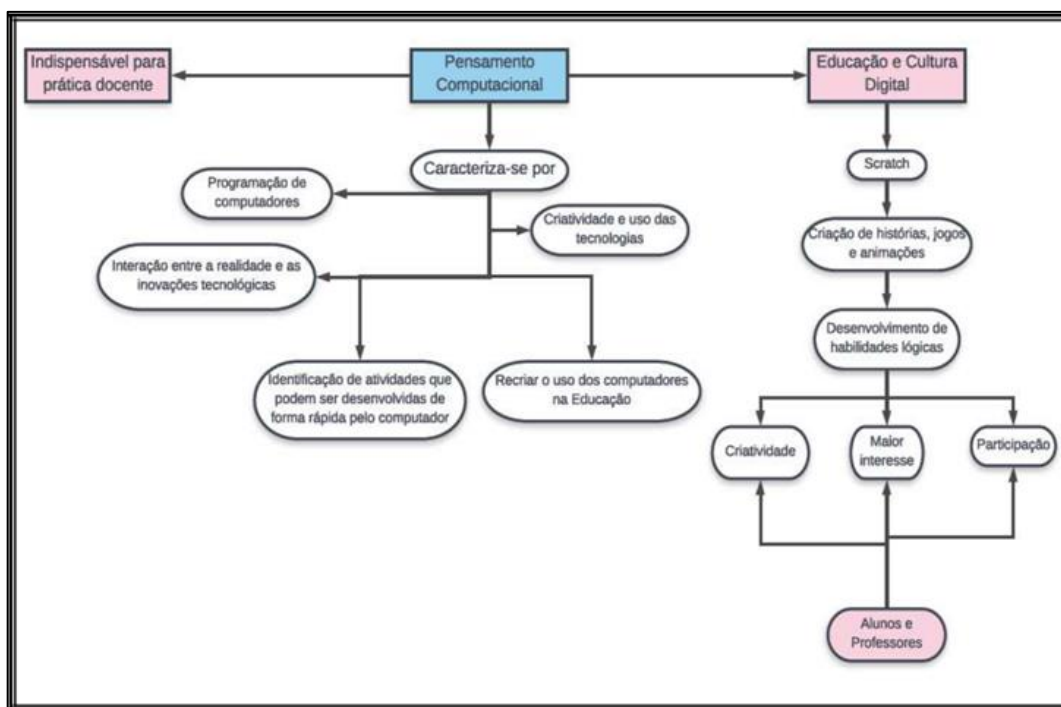 Indispensável para
prática docente
Pensamento
Computacional
Educação e Cultura
Digital
Caracteriza-se por
Scratch
Programação de
computadores
Criatividade e uso das
tecnologias
Criação de histórias, jogos
e animações
Interação entre a realidade e as
inovações tecnológicas
Desenvolvimento de
habilidades lógicas
Identificação de atividades que
podem ser desenvolvidas de
forma rápida pelo computador
Recriar o uso dos computadores
na Educação
Criatividade
Maior
interesse
Participação
Alunos e
Professores